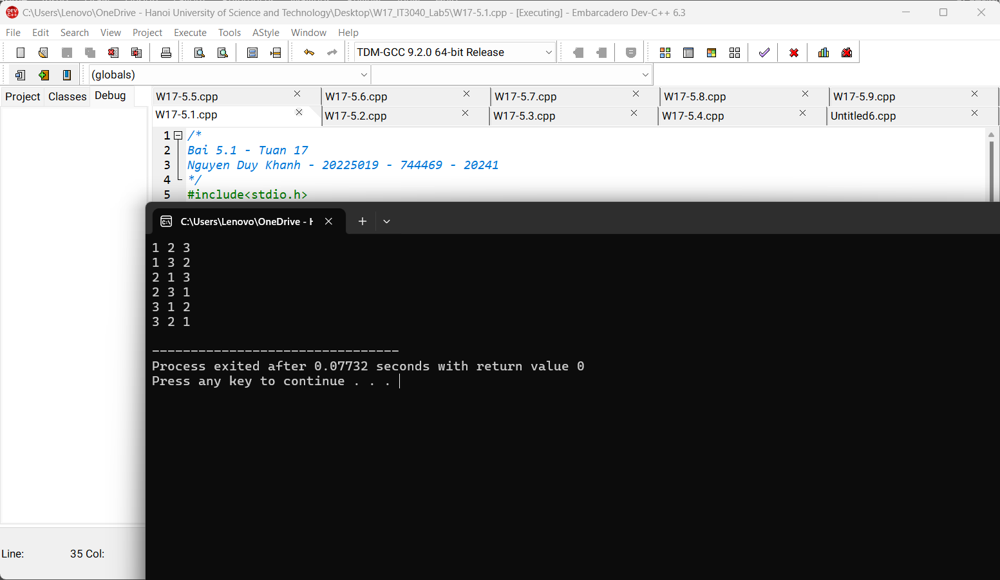 C:\Users\Lenovo\OneDrive - Hanoi University of Science and Technology\Desktop\W17_IT3040_Lab5\W17-5.1.cpp - [Executing] - Embarcadero Dev-C++ 6.3
File Edit Search View Project Execute Tools AStyle Window Help
TDM-GCC 9.2.0 64-bit Release
(globals)
Project Classes Debug
W17-5.5.cpp W17-5.6.cpp W17-5.7.cpp W17-5.8.cpp W17-5.9.cpp
W17-5.1.cpp W17-5.2.cpp W17-5.3.cpp W17-5.4.cpp Untitled6.cpp
1 /*
2 Bai 5.1 - Tuan 17
3 Nguyen Duy Khanh - 20225019 - 744469 - 20241
4 */
5 #include<stdio.h>
C:\Users\Lenovo\OneDrive -
1 2 3
1 3 2
2 1 3
2 3 1
3 1 2
3 2 1
--------------------------------
Process exited after 0.07732 seconds with return value 0
Press any key to continue . . .
Line: 35 Col: